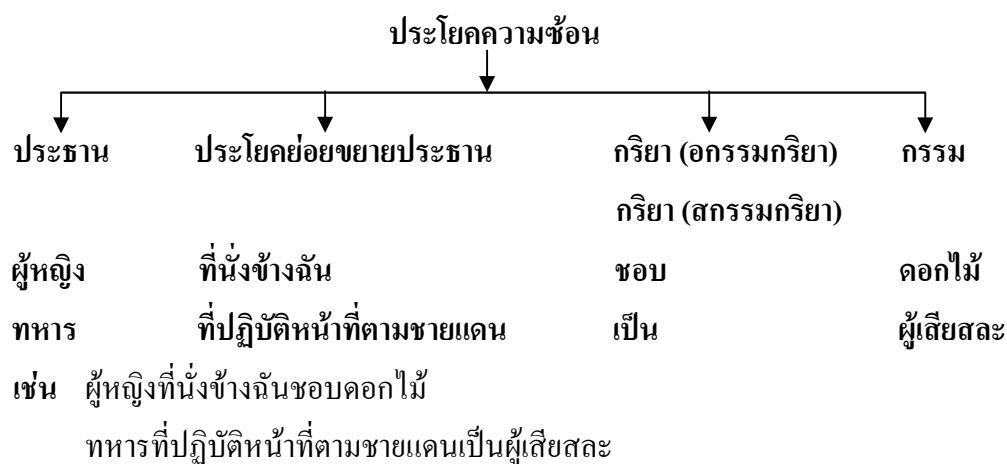 ประโยคความซ้อน
ประธาน ประโยคย่อยขยายประธาน กริยา (อกรรมกริยา) กรรม
กริยา (สกรรมกริยา)
ผู้หญิง ที่นั่งข้างฉัน ชอบ ดอกไม้
ทหาร ที่ปฏิบัติหน้าที่ตามชายแดน เป็น ผู้เสียสละ
เช่น ผู้หญิงที่นั่งข้างฉันชอบดอกไม้
ทหารที่ปฏิบัติหน้าที่ตามชายแดนเป็นผู้เสียสละ